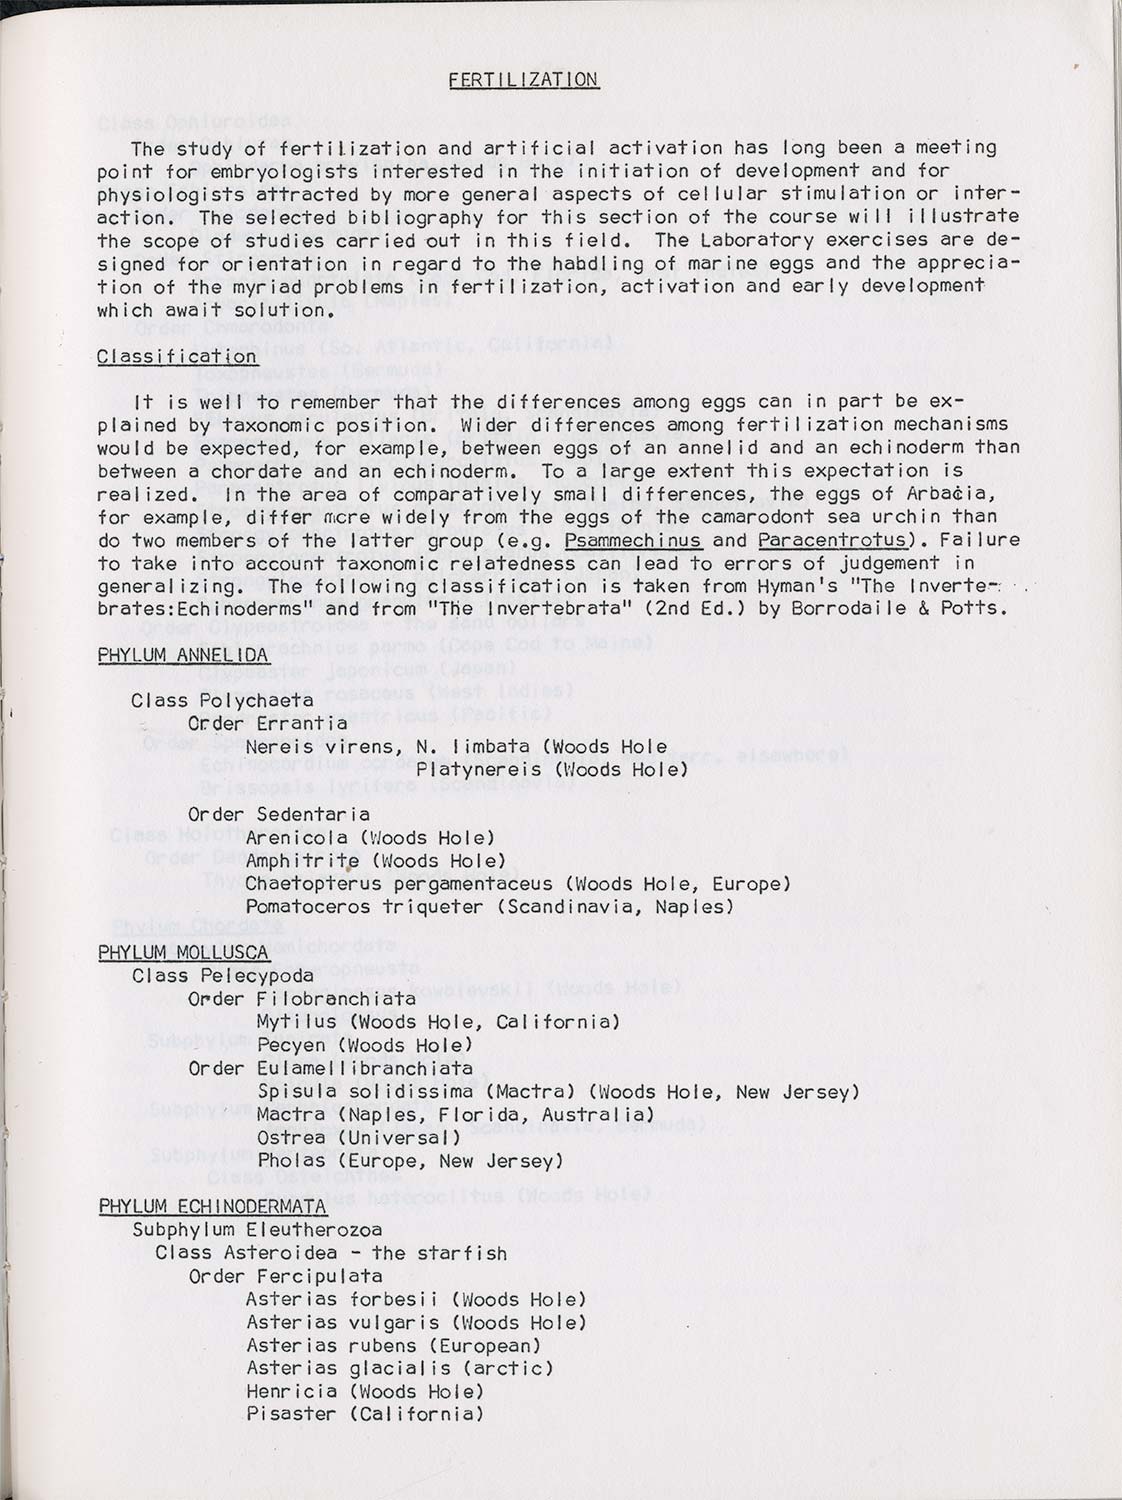 FERTILIZATION
The study of fertilization and artificial activation has long been a meeting
point for embryologists interested in the initiation of development and for
physiologists attracted by more general aspects of cellular stimulation or inter-
action. The selected bibliography for this section of the course will illustrate
the scope of studies carried out in this field. The Laboratory exercises are de-
signed for orientation in regard to the habdling of marine eggs and the apprecia-
tion of the myriad problems in fertilization, activation and early development
which await solution.
Classification
It is well to remember that the differences among eggs can in part be ex-
plained by taxonomic position. Wider differences among fertilization mechanisms
would be expected, for example, between eggs of an annelid and an echinoderm than
between a chordate and an echinoderm. To a large extent this expectation is
realized. In the area of comparatively small differences, the eggs of Arbacia,
for example, differ more widely from the eggs of the camarodont sea urchin than
do two members of the latter group (e.g. Psammechinus and Paracentrotus). Failure
to take into account taxonomic relatedness can lead to errors of judgement in
generalizing. The following classification is taken from Hyman's "The Inverte-
brates:Echinoderms" and from "The Invertebrata" (2nd Ed.) by Borrodaile & Potts.
PHYLUM ANNELIDA
Class Polychaeta
Order Errantia
Nereis virens, N. limbata (Woods Hole
Platynereis (Woods Hole)
Order Sedentaria
Arenicola (Woods Hole)
Amphitrite (Woods Hole)
Chaetopterus pergamentaceus (Woods Hole, Europe)
Pomatoceros triqueter (Scandinavia, Naples)
PHYLUM MOLLUSCA
Class Pelecypoda
Order Filobranchiata
Mytilus (Woods Hole, California)
Pecyen (Woods Hole)
Order Eulamellibranchiata
Spisula solidissima (Mactra) (Woods Hole, New Jersey)
Mactra (Naples, Florida, Australia)
Ostrea (Universal)
Pholas (Europe, New Jersey)
PHYLUM ECHINODERMATA
Subphylum Eleutherozoa
Class Asteroidea - the starfish
Order Fercipulata
Asterias forbesii (Woods Hole)
Asterias vulgaris (Woods Hole)
Asterias rubens (European)
Asterias glacialis (arctic)
Henricia (Woods Hole)
Pisaster (California)